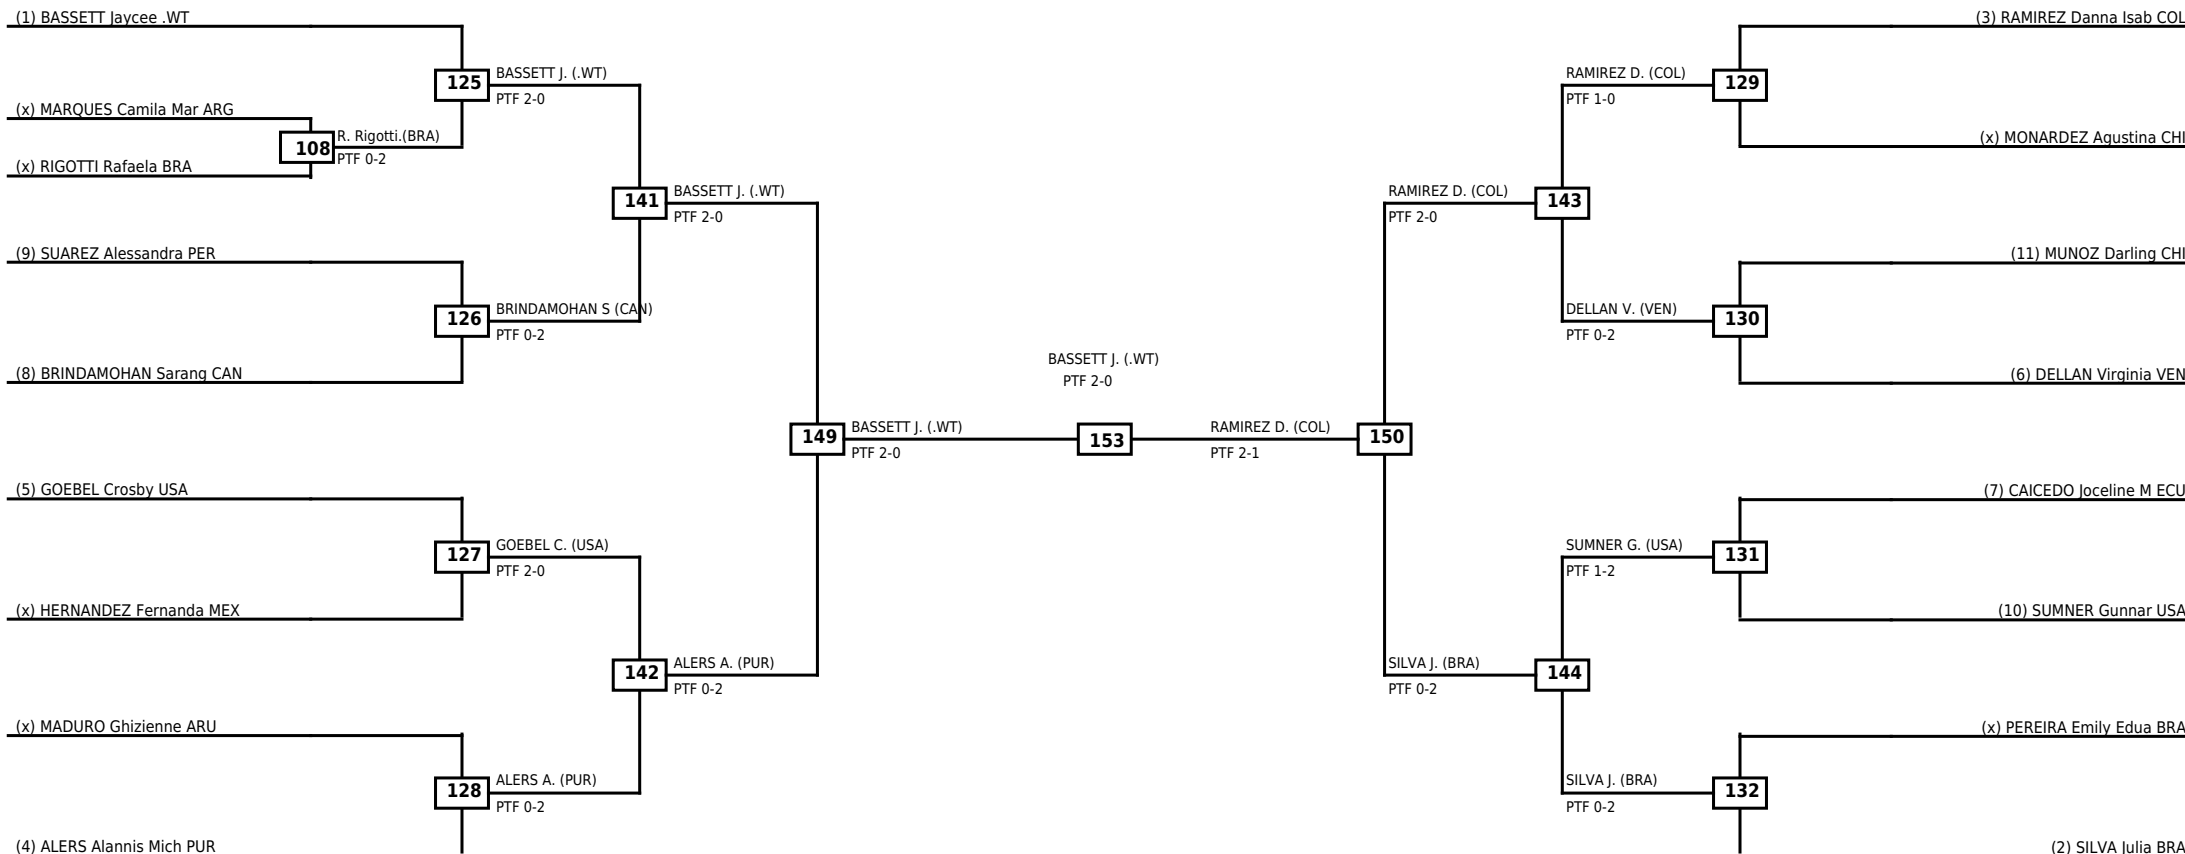 (1) BASSETT Jaycee .WT
(3) RAMIREZ Danna Isab COL
125
BASSETT J. (.WT)
PTF 2-0
RAMIREZ D. (COL)
PTF 1-0
129
(x) MARQUES Camila Mar ARG
108
R. Rigotti.(BRA)
PTF 0-2
(x) MONARDEZ Agustina CHI
(x) RIGOTTI Rafaela BRA
141
BASSETT J. (.WT)
PTF 2-0
RAMIREZ D. (COL)
PTF 2-0
143
(9) SUAREZ Alessandra PER
(11) MUNOZ Darling CHI
126
BRINDAMOHAN S (CAN)
PTF 0-2
DELLAN V. (VEN)
PTF 0-2
130
BASSETT J. (.WT)
PTF 2-0
(8) BRINDAMOHAN Sarang CAN
(6) DELLAN Virginia VEN
149
BASSETT J. (.WT)
PTF 2-0
153
RAMIREZ D. (COL)
PTF 2-1
150
(5) GOEBEL Crosby USA
(7) CAICEDO Joceline M ECU
127
GOEBEL C. (USA)
PTF 2-0
SUMNER G. (USA)
PTF 1-2
131
(x) HERNANDEZ Fernanda MEX
(10) SUMNER Gunnar USA
142
ALERS A. (PUR)
PTF 0-2
SILVA J. (BRA)
PTF 0-2
144
(x) MADURO Ghizienne ARU
(x) PEREIRA Emily Edua BRA
128
ALERS A. (PUR)
PTF 0-2
SILVA J. (BRA)
PTF 0-2
132
(4) ALERS Alannis Mich PUR
(2) SILVA Julia BRA